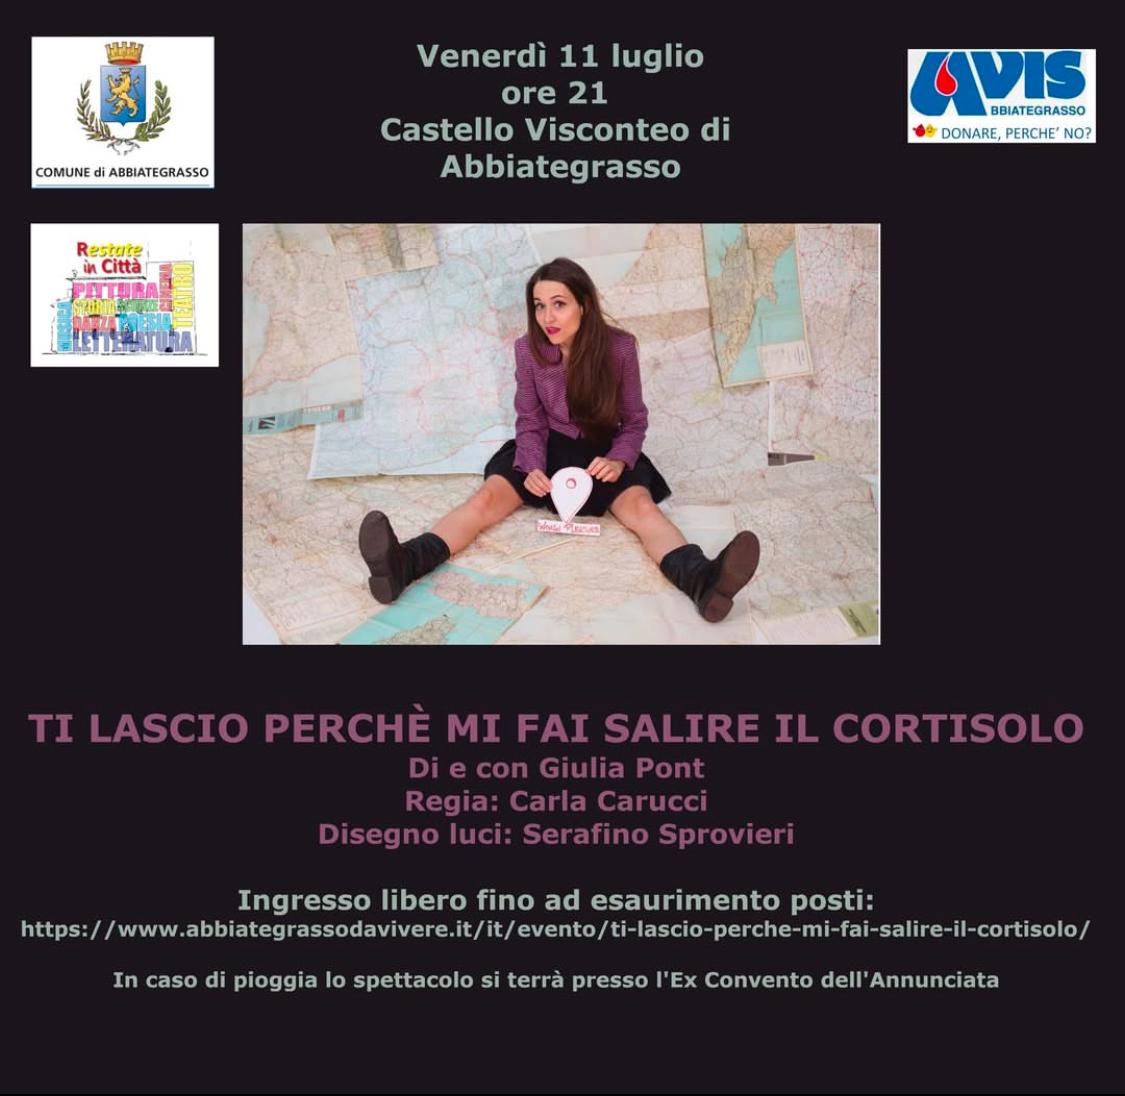 Venerdì 11 luglio
ore 21
Castello Visconteo di
Abbiategrasso
COMUNE di ABBIATEGRASSO
AVIS
BBIATEGRASSO
DONARE, PERCHE' NO?
Restate
in Città
PITTURA
STORIA
CINEMA
TEATRO
MUSICA
DANZA POESIA
LETTERATURA
TI LASCIO PERCHÈ MI FAI SALIRE IL CORTISOLO
Di e con Giulia Pont
Regia: Carla Carucci
Disegno luci: Serafino Sprovieri
Ingresso libero fino ad esaurimento posti:
https://www.abbiategrassodavivere.it/it/evento/ti-lascio-perche-mi-fai-salire-il-cortisolo/
In caso di pioggia lo spettacolo si terrà presso l'Ex Convento dell'Annunciata